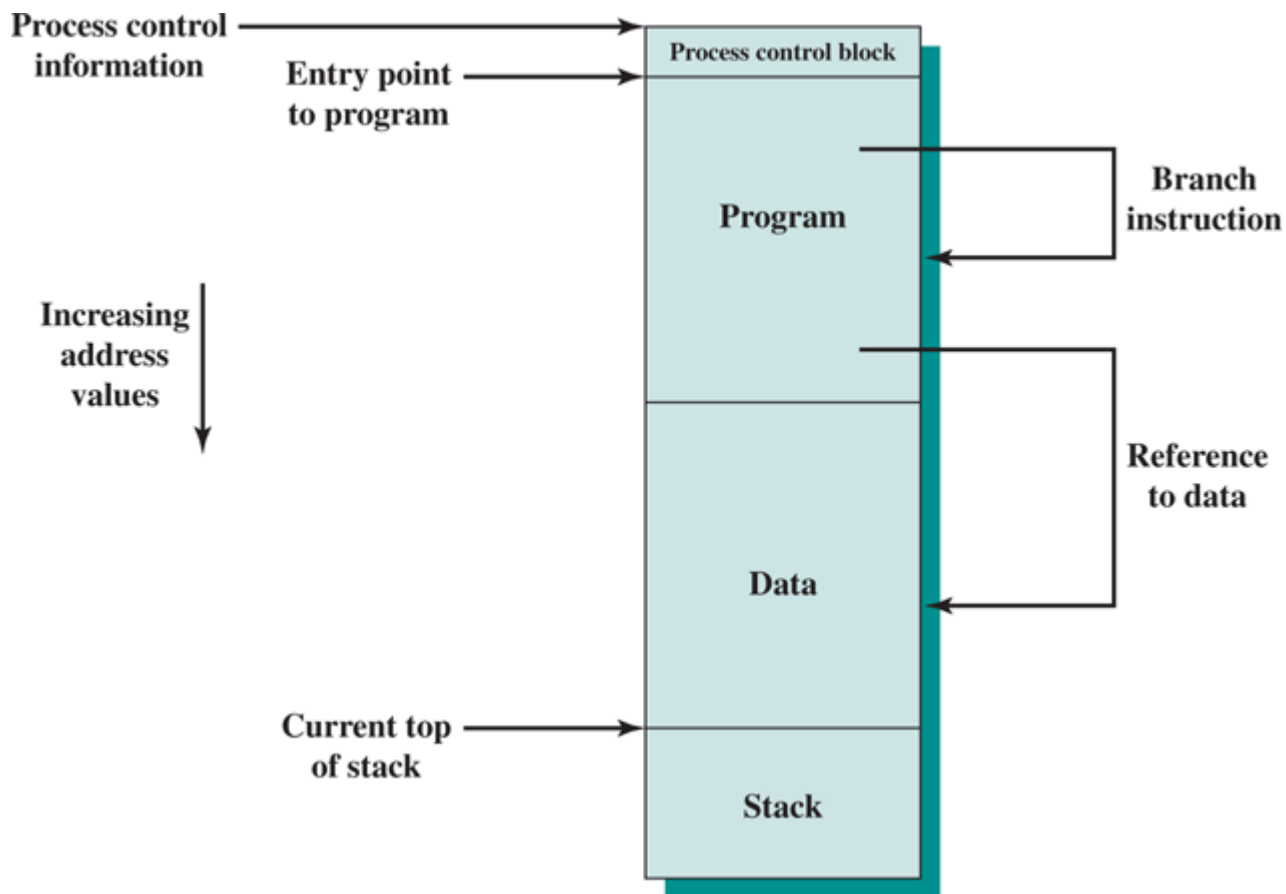 Process control
information
Process control block
Entry point
to program
Program
Branch
instruction
Increasing
address
values
Reference
to data
Data
Current top
of stack
Stack